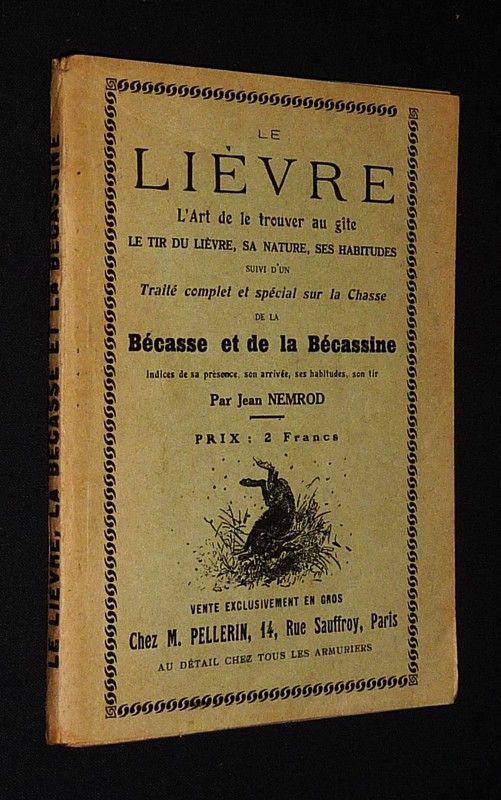 LE
LIÈVRE
L'Art de le trouver au gîte
LE TIR DU LIÈVRE, SA NATURE, SES HABITUDES
SUIVI D'UN
Traité complet et spécial sur la Chasse
DE LA
Bécasse et de la Bécassine
Indices de sa présence, son arrivée, ses habitudes, son tir
Par Jean NEMROD
PRIX : 2 Francs
VENTE EXCLUSIVEMENT EN GROS
Chez M. PELLERIN, 14, Rue Sauffroy, Paris
AU DÉTAIL CHEZ TOUS LES ARMURIERS
LE LIÈVRE, LA BÉCASSE ET LA BÉCASSINE